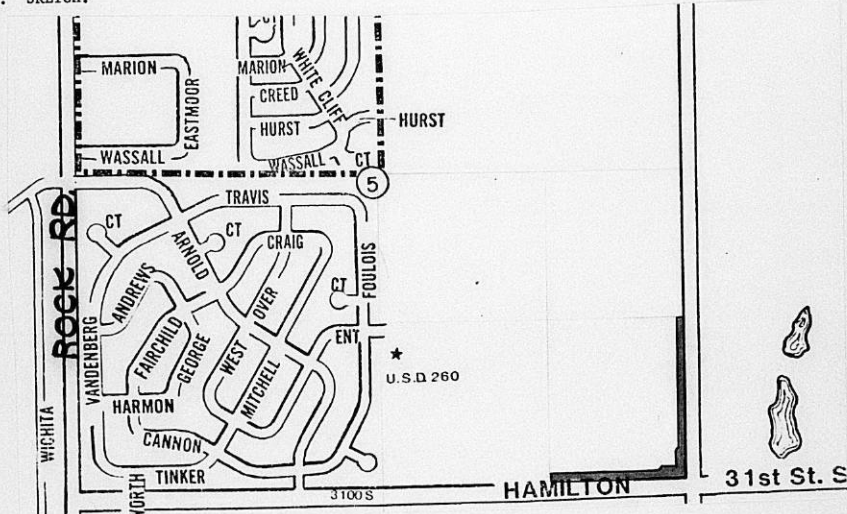 . SKETCH.
MARION
EASTMOOR
WASSALL
MARION
WHITE CLIFF
CREED
HURST
HURST
WASSALL
CT
5
ROCK RD.
TRAVIS
CT
ARNOLD
CT
CRAIG
FOULOIS
CT
ANDREWS
OVER
VANDENBERG
FAIRCHILD
GEORGE
WEST
ENT
MITCHELL
U.S.D. 260
HARMON
WICHITA
CANNON
TINKER
WORTH
3100 S
HAMILTON
31st St. S